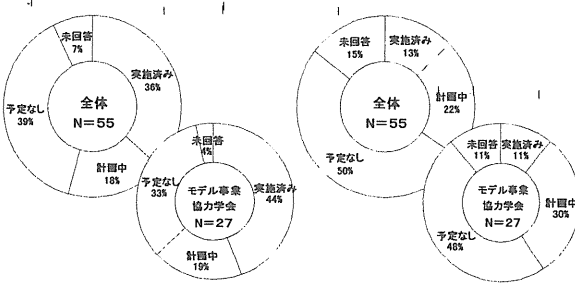 未回答
7%
実施済み
36%
予定なし
39%
全体
N=55
計画中
18%
未回答
4%
予定なし
33%
実施済み
44%
モデル事業
協力学会
N=27
計画中
19%
未回答
15%
実施済み
13%
全体
N=55
計画中
22%
予定なし
50%
未回答
11%
実施済み
11%
モデル事業
協力学会
N=27
計画中
30%
予定なし
48%